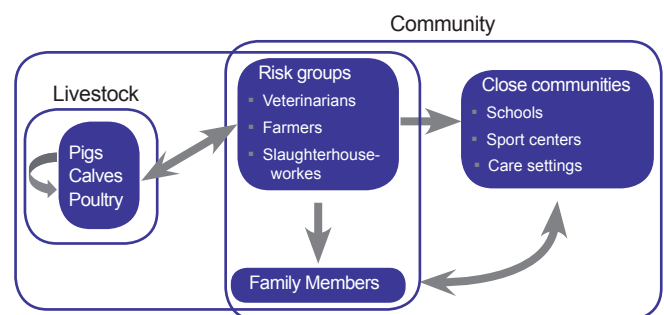 Community
Livestock
Pigs
Calves
Poultry
Risk groups
▪ Veterinarians
▪ Farmers
▪ Slaughterhouse-
workes
Close communities
▪ Schools
▪ Sport centers
▪ Care settings
Family Members